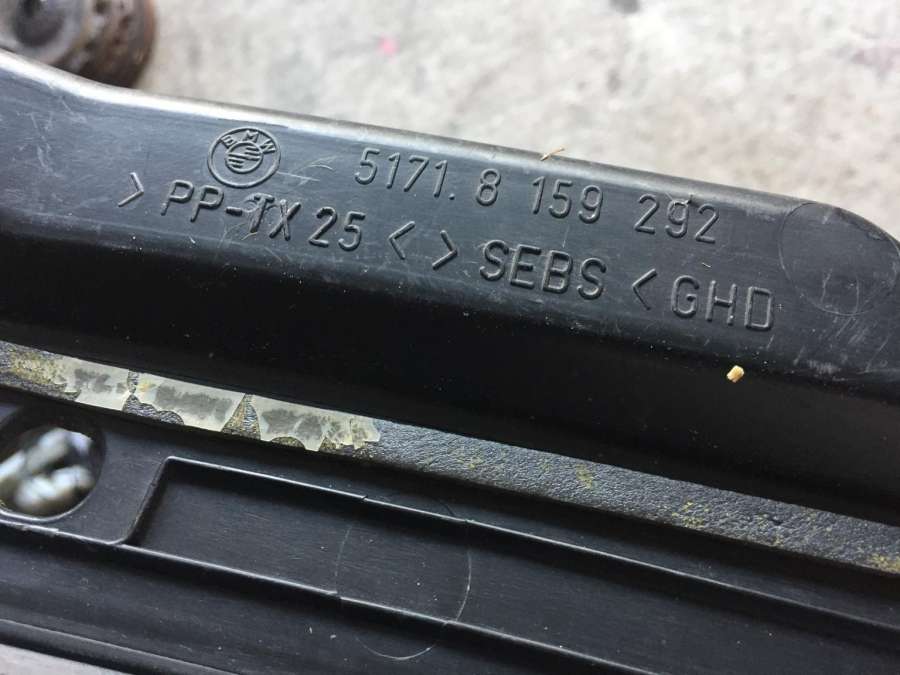 BMW
5171. 8 159 292
> PP-TX 25 < > SEBS < GHD